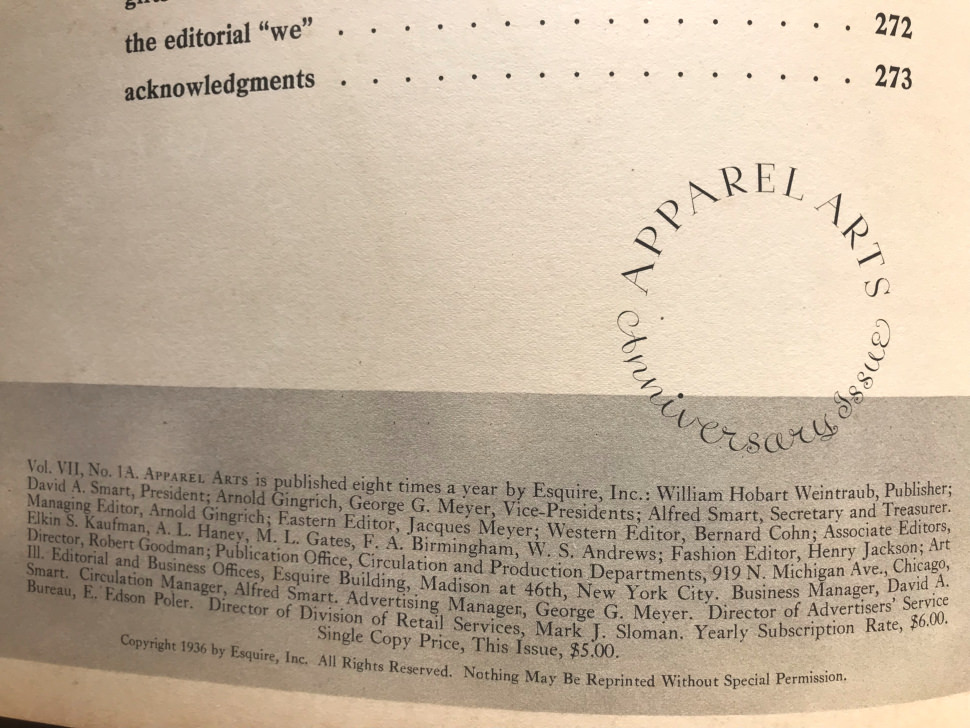 the editorial “we” . . . . . . . . . . . . . . . . . 272
acknowledgments . . . . . . . . . . . . . . . . . 273
APPAREL ARTS
Anniversary Issue
Vol. VII, No. 1A. APPAREL ARTS is published eight times a year by Esquire, Inc.: William Hobart Weintraub, Publisher;
David A. Smart, President; Arnold Gingrich, George G. Meyer, Vice-Presidents; Alfred Smart, Secretary and Treasurer.
Managing Editor, Arnold Gingrich; Eastern Editor, Jacques Meyer; Western Editor, Bernard Cohn; Associate Editors,
Elkin S. Kaufman, A. L. Haney, M. L. Gates, F. A. Birmingham, W. S. Andrews; Fashion Editor, Henry Jackson; Art
Director, Robert Goodman; Publication Office, Circulation and Production Departments, 919 N. Michigan Ave., Chicago,
Ill. Editorial and Business Offices, Esquire Building, Madison at 46th, New York City. Business Manager, David A.
Smart. Circulation Manager, Alfred Smart. Advertising Manager, George G. Meyer. Director of Advertisers’ Service
Bureau, E. Edson Poler. Director of Division of Retail Services, Mark J. Sloman. Yearly Subscription Rate, $6.00.
Single Copy Price, This Issue, $5.00.
Copyright 1936 by Esquire, Inc. All Rights Reserved. Nothing May Be Reprinted Without Special Permission.